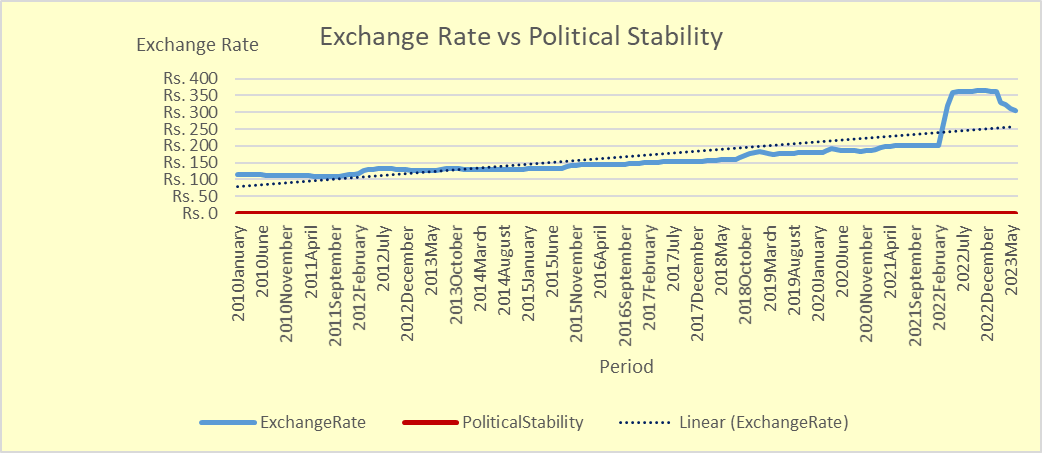 Exchange Rate vs Political Stability
Exchange Rate
Rs. 400
Rs. 350
Rs. 300
Rs. 250
Rs. 200
Rs. 150
Rs. 100
Rs. 50
Rs. 0
2010January
2010June
2010November
2011April
2011September
2012February
2012July
2012December
2013May
2013October
2014March
2014August
2015January
2015June
2015November
2016April
2016September
2017February
2017July
2017December
2018May
2018October
2019March
2019August
2020January
2020June
2020November
2021April
2021September
2022February
2022July
2022December
2023May
Period
ExchangeRate
PoliticalStability
Linear (ExchangeRate)